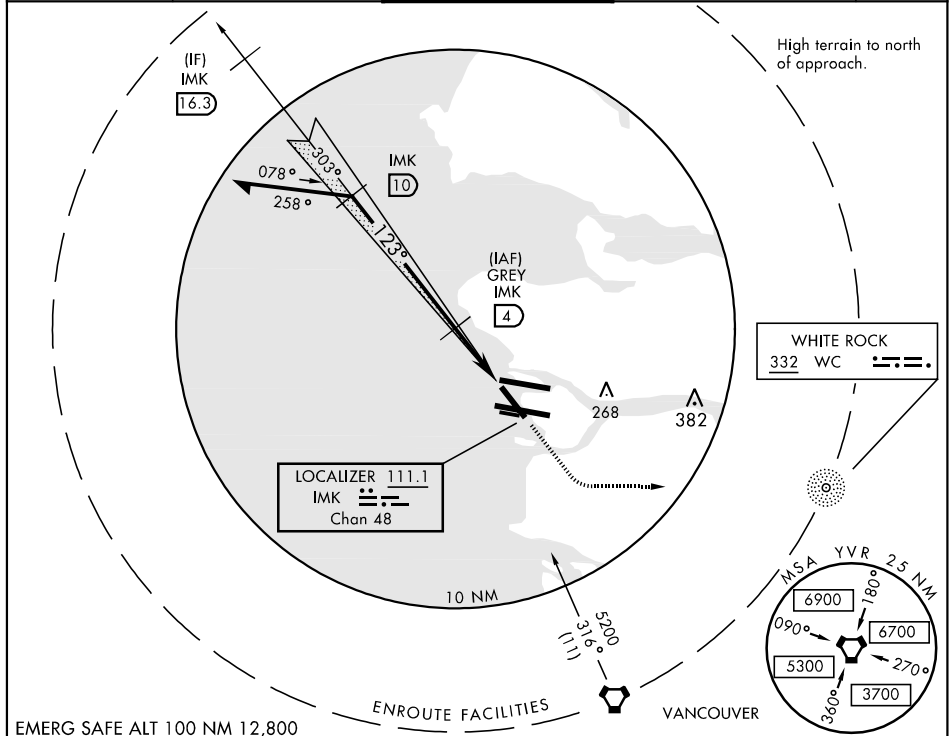 High terrain to north
of approach.
(IF)
IMK
16.3
303°
078°
258°
IMK
10
123°
(IAF)
GREY
IMK
4
WHITE ROCK
332 WC
268
382
LOCALIZER 111.1
IMK
Chan 48
10 NM
5200
316°
(11)
MSA YVR 25 NM
6900
180°
090°
6700
5300
270°
360°
3700
ENROUTE FACILITIES
VANCOUVER
EMERG SAFE ALT 100 NM 12,800